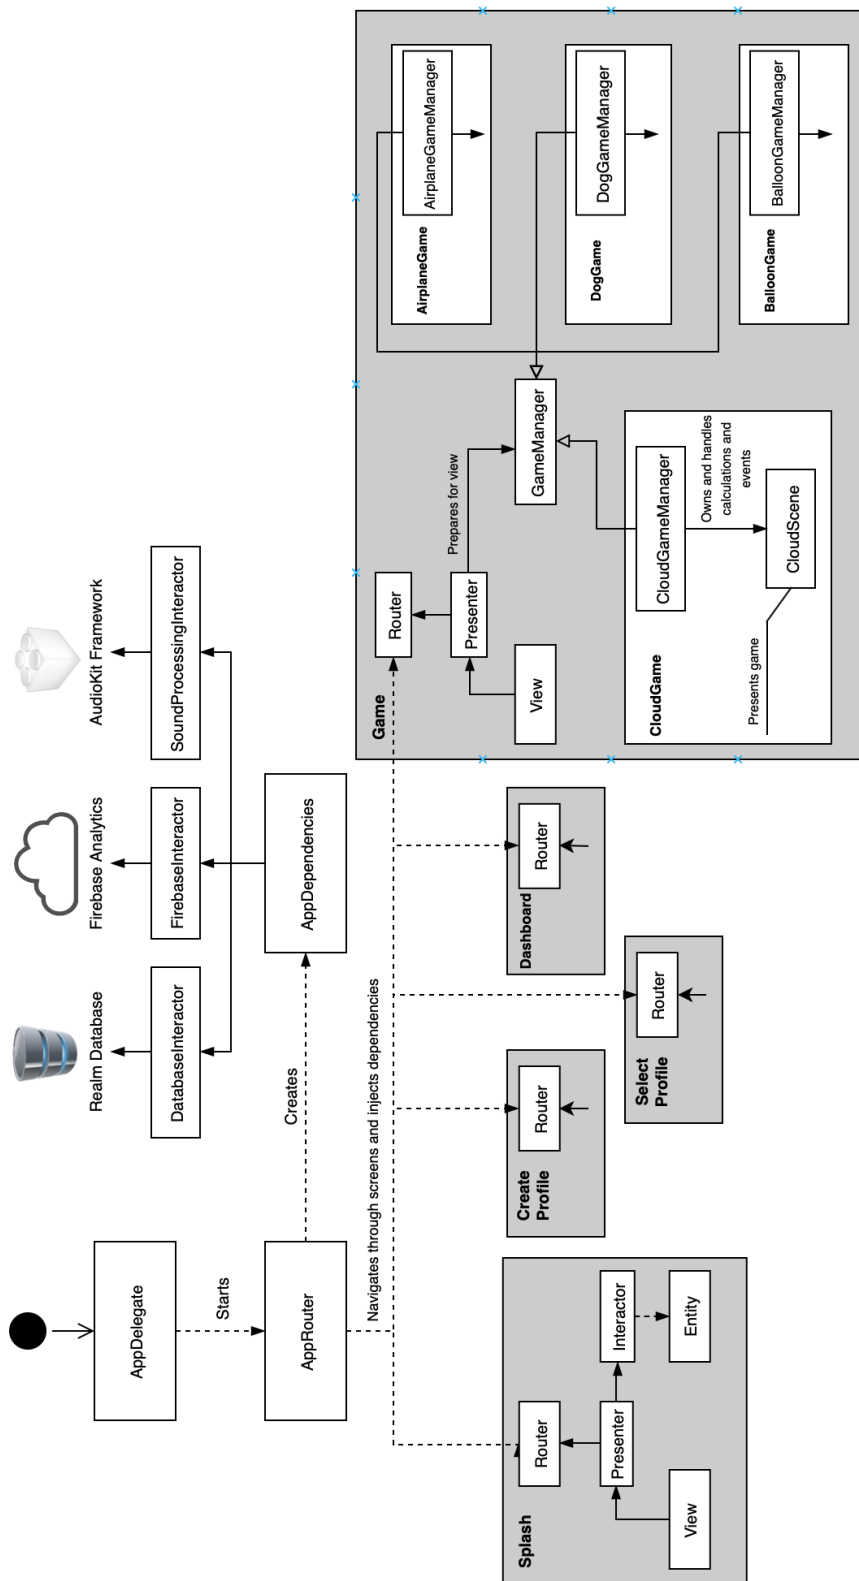 AppDelegate
Starts
AppRouter
Creates
AppDependencies
Realm Database
Firebase Analytics
AudioKit Framework
DatabaseInteractor
FirebaseInteractor
SoundProcessingInteractor
Navigates through screens and injects dependencies
Splash
Router
Presenter
Interactor
Entity
View
Create
Profile
Router
Select
Profile
Router
Dashboard
Router
Game
Router
Presenter
View
Prepares for view
GameManager
CloudGame
CloudGameManager
Owns and handles
calculations and
events
CloudScene
Presents game
AirplaneGame
AirplaneGameManager
DogGame
DogGameManager
BalloonGame
BalloonGameManager